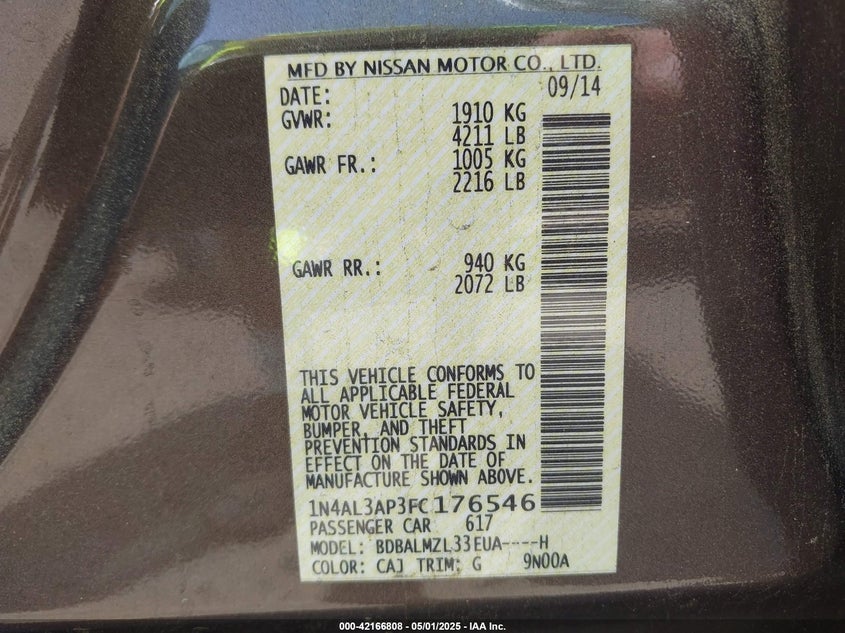 MFD BY NISSAN MOTOR CO., LTD.
DATE: 09/14
GVWR: 1910 KG
4211 LB
GAWR FR.: 1005 KG
2216 LB
GAWR RR.: 940 KG
2072 LB
THIS VEHICLE CONFORMS TO
ALL APPLICABLE FEDERAL
MOTOR VEHICLE SAFETY,
BUMPER, AND THEFT
PREVENTION STANDARDS IN
EFFECT ON THE DATE OF
MANUFACTURE SHOWN ABOVE.
1N4AL3AP3FC176546
PASSENGER CAR 617
MODEL: BDBALMZL33EUA----H
COLOR: CAJ TRIM: G 9N00A
000-42166808 - 05/01/2025 - IAA Inc.